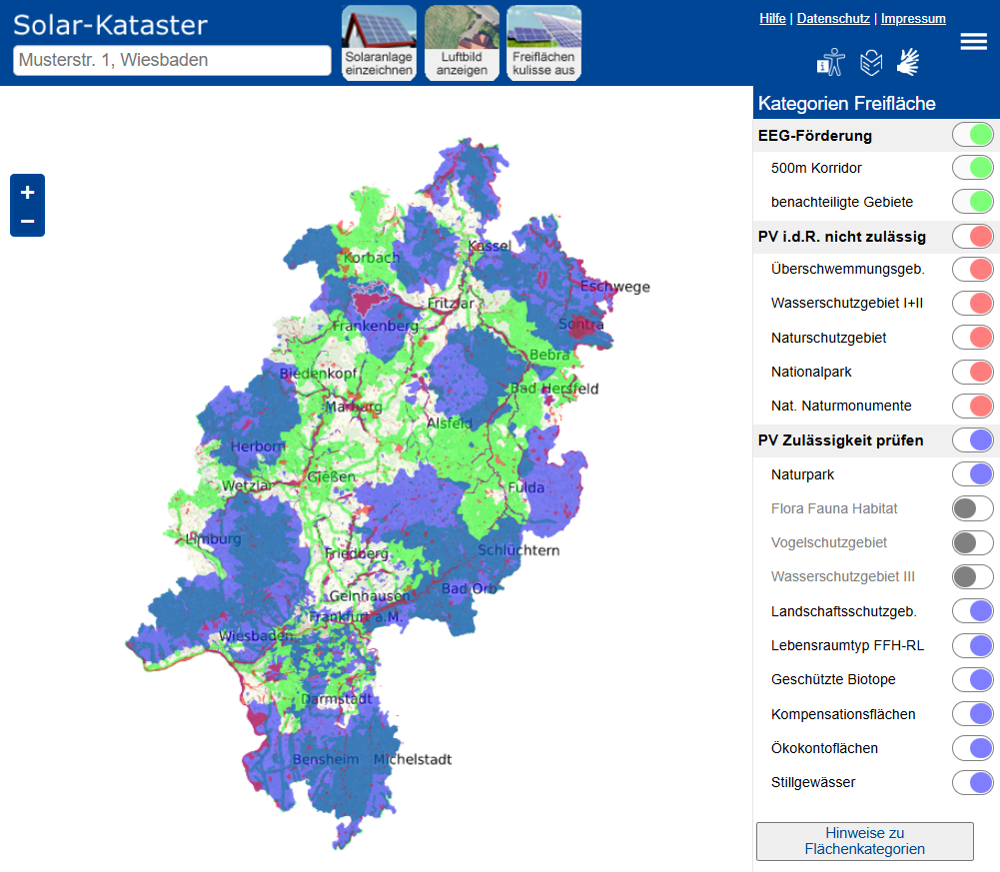 Solar-Kataster
Musterstr. 1, Wiesbaden
Solaranlage
einzeichnen
Luftbild
anzeigen
Freiflächen
kulisse aus
Hilfe | Datenschutz | Impressum
i
Kategorien Freifläche
EEG-Förderung
500m Korridor
benachteiligte Gebiete
PV i.d.R. nicht zulässig
Überschwemmungsgeb.
Wasserschutzgebiet I+II
Naturschutzgebiet
Nationalpark
Nat. Naturmonumente
PV Zulässigkeit prüfen
Naturpark
Flora Fauna Habitat
Vogelschutzgebiet
Wasserschutzgebiet III
Landschaftsschutzgeb.
Lebensraumtyp FFH-RL
Geschützte Biotope
Kompensationsflächen
Ökokontoflächen
Stillgewässer
Hinweise zu
Flächenkategorien
+
−
Kassel
Korbach
Eschwege
Fritzlar
Frankenberg
Sontra
Bebra
Biedenkopf
Bad Hersfeld
Marburg
Alsfeld
Herborn
Gießen
Wetzlar
Fulda
Limburg
Friedberg
Schlüchtern
Bad Orb
Gelnhausen
Frankfurt a.M.
Wiesbaden
Darmstadt
Bensheim
Michelstadt